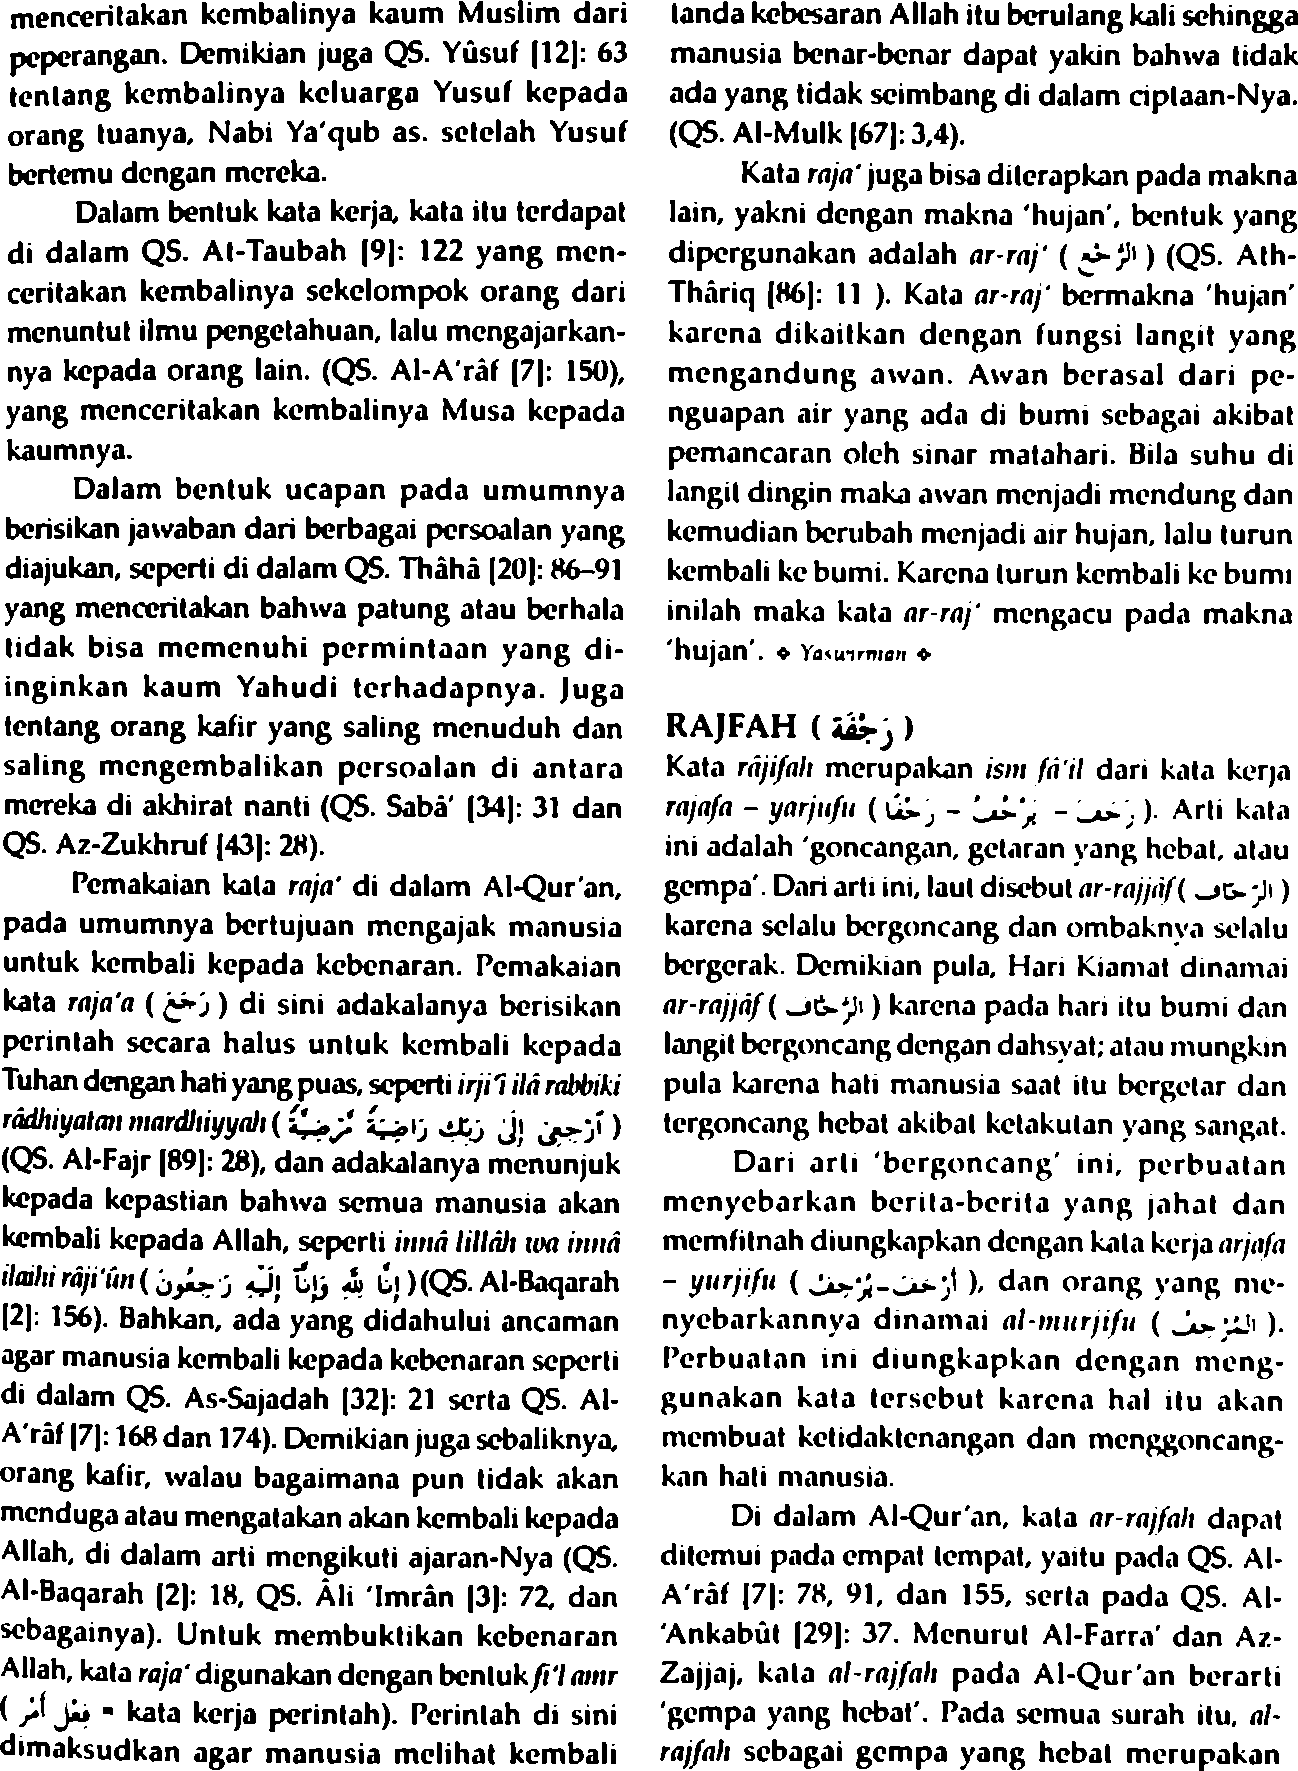 menceritakan kembalinya kaum Muslim dari
peperangan. Demikian juga QS. Yûsuf [12]: 63
tentang kembalinya keluarga Yusuf kepada
orang tuanya, Nabi Ya'qub as. setelah Yusuf
bertemu dengan mereka.
Dalam bentuk kata kerja, kata itu terdapat
di dalam QS. At-Taubah [9]: 122 yang men-
ceritakan kembalinya sekelompok orang dari
menuntut ilmu pengetahuan, lalu mengajarkan-
nya kepada orang lain. (QS. Al-A'râf [7]: 150),
yang menceritakan kembalinya Musa kepada
kaumnya.
Dalam bentuk ucapan pada umumnya
berisikan jawaban dari berbagai persoalan yang
diajukan, seperti di dalam QS. Thâhâ [20]: 86–91
yang menceritakan bahwa patung atau berhala
tidak bisa memenuhi permintaan yang di-
inginkan kaum Yahudi terhadapnya. Juga
tentang orang kafir yang saling menuduh dan
saling mengembalikan persoalan di antara
mereka di akhirat nanti (QS. Sabâ' [34]: 31 dan
QS. Az-Zukhruf [43]: 28).
Pemakaian kata raja' di dalam Al-Qur'an,
pada umumnya bertujuan mengajak manusia
untuk kembali kepada kebenaran. Pemakaian
kata raja'a ( رَجَعَ ) di sini adakalanya berisikan
perintah secara halus untuk kembali kepada
Tuhan dengan hati yang puas, seperti irji'î ilâ rabbiki
râdhiyatan mardhiyyah ( ٱرْجِعِىٓ إِلَىٰ رَبِّكِ رَاضِيَةً مَّرْضِيَّةً )
(QS. Al-Fajr [89]: 28), dan adakalanya menunjuk
kepada kepastian bahwa semua manusia akan
kembali kepada Allah, seperti innâ lillâh wa innâ
ilaihi râji'ûn ( إِنَّا لِلَّهِ وَإِنَّآ إِلَيْهِ رَٰجِعُونَ ) (QS. Al-Baqarah
[2]: 156). Bahkan, ada yang didahului ancaman
agar manusia kembali kepada kebenaran seperti
di dalam QS. As-Sajadah [32]: 21 serta QS. Al-
A'râf [7]: 168 dan 174). Demikian juga sebaliknya,
orang kafir, walau bagaimana pun tidak akan
menduga atau mengatakan akan kembali kepada
Allah, di dalam arti mengikuti ajaran-Nya (QS.
Al-Baqarah [2]: 18, QS. Âli 'Imrân [3]: 72, dan
sebagainya). Untuk membuktikan kebenaran
Allah, kata raja' digunakan dengan bentuk fi'l amr
( فِعْل أَمْر = kata kerja perintah). Perintah di sini
dimaksudkan agar manusia melihat kembali
tanda kebesaran Allah itu berulang kali sehingga
manusia benar-benar dapat yakin bahwa tidak
ada yang tidak seimbang di dalam ciptaan-Nya.
(QS. Al-Mulk [67]: 3,4).
Kata raja' juga bisa diterapkan pada makna
lain, yakni dengan makna 'hujan', bentuk yang
dipergunakan adalah ar-raj' ( الرَّجْع ) (QS. Ath-
Thâriq [86]: 11 ). Kata ar-raj' bermakna 'hujan'
karena dikaitkan dengan fungsi langit yang
mengandung awan. Awan berasal dari pe-
nguapan air yang ada di bumi sebagai akibat
pemancaran oleh sinar matahari. Bila suhu di
langit dingin maka awan menjadi mendung dan
kemudian berubah menjadi air hujan, lalu turun
kembali ke bumi. Karena turun kembali ke bumi
inilah maka kata ar-raj' mengacu pada makna
'hujan'. ❖ Yaswirman ❖
RAJFAH ( رَجْفَة )
Kata râjifah merupakan ism fâ'il dari kata kerja
rajafa – yarjufu ( رَجَفَ - يَرْجُفُ - رَجْفًا ). Arti kata
ini adalah 'goncangan, getaran yang hebat, atau
gempa'. Dari arti ini, laut disebut ar-rajjâf ( الرَّجَّاف )
karena selalu bergoncang dan ombaknya selalu
bergerak. Demikian pula, Hari Kiamat dinamai
ar-rajjâf ( الرَّجَّاف ) karena pada hari itu bumi dan
langit bergoncang dengan dahsyat; atau mungkin
pula karena hati manusia saat itu bergetar dan
tergoncang hebat akibat ketakutan yang sangat.
Dari arti 'bergoncang' ini, perbuatan
menyebarkan berita-berita yang jahat dan
memfitnah diungkapkan dengan kata kerja arjafa
– yurjifu ( أَرْجَفَ-يُرْجِفُ ), dan orang yang me-
nyebarkannya dinamai al-murjifu ( الْمُرْجِفُ ).
Perbuatan ini diungkapkan dengan meng-
gunakan kata tersebut karena hal itu akan
membuat ketidaktenangan dan menggoncang-
kan hati manusia.
Di dalam Al-Qur'an, kata ar-rajfah dapat
ditemui pada empat tempat, yaitu pada QS. Al-
A'râf [7]: 78, 91, dan 155, serta pada QS. Al-
'Ankabût [29]: 37. Menurut Al-Farra' dan Az-
Zajjaj, kata al-rajfah pada Al-Qur'an berarti
'gempa yang hebat'. Pada semua surah itu, al-
rajfah sebagai gempa yang hebat merupakan